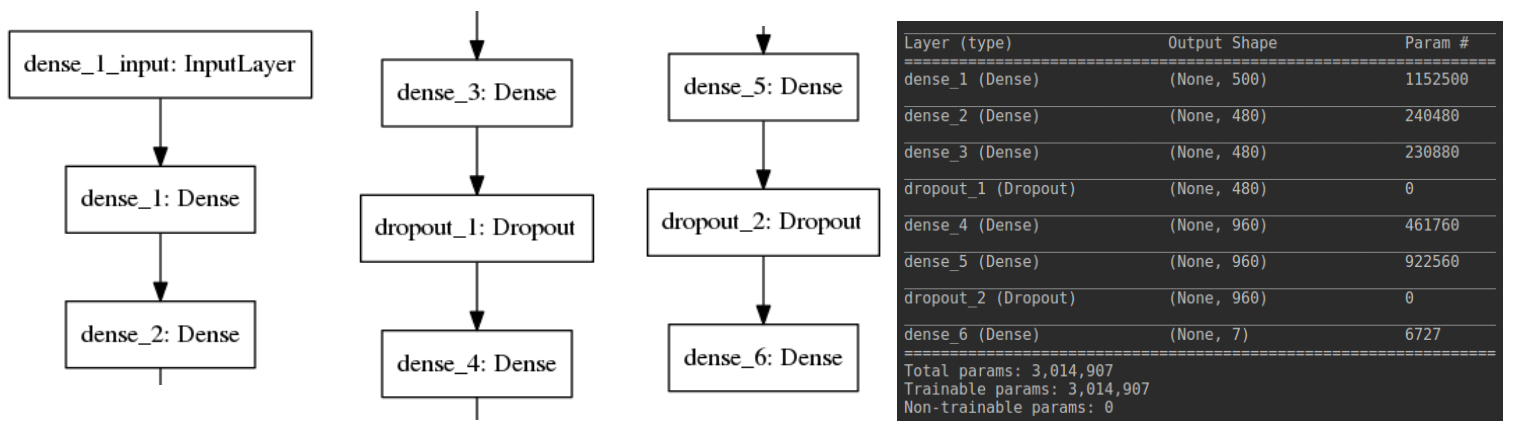 dense_1_input: InputLayer
dense_1: Dense
dense_2: Dense
dense_3: Dense
dropout_1: Dropout
dense_4: Dense
dense_5: Dense
dropout_2: Dropout
dense_6: Dense
Layer (type) Output Shape Param #
=================================================================
dense_1 (Dense) (None, 500) 1152500
dense_2 (Dense) (None, 480) 240480
dense_3 (Dense) (None, 480) 230880
dropout_1 (Dropout) (None, 480) 0
dense_4 (Dense) (None, 960) 461760
dense_5 (Dense) (None, 960) 922560
dropout_2 (Dropout) (None, 960) 0
dense_6 (Dense) (None, 7) 6727
=================================================================
Total params: 3,014,907
Trainable params: 3,014,907
Non-trainable params: 0